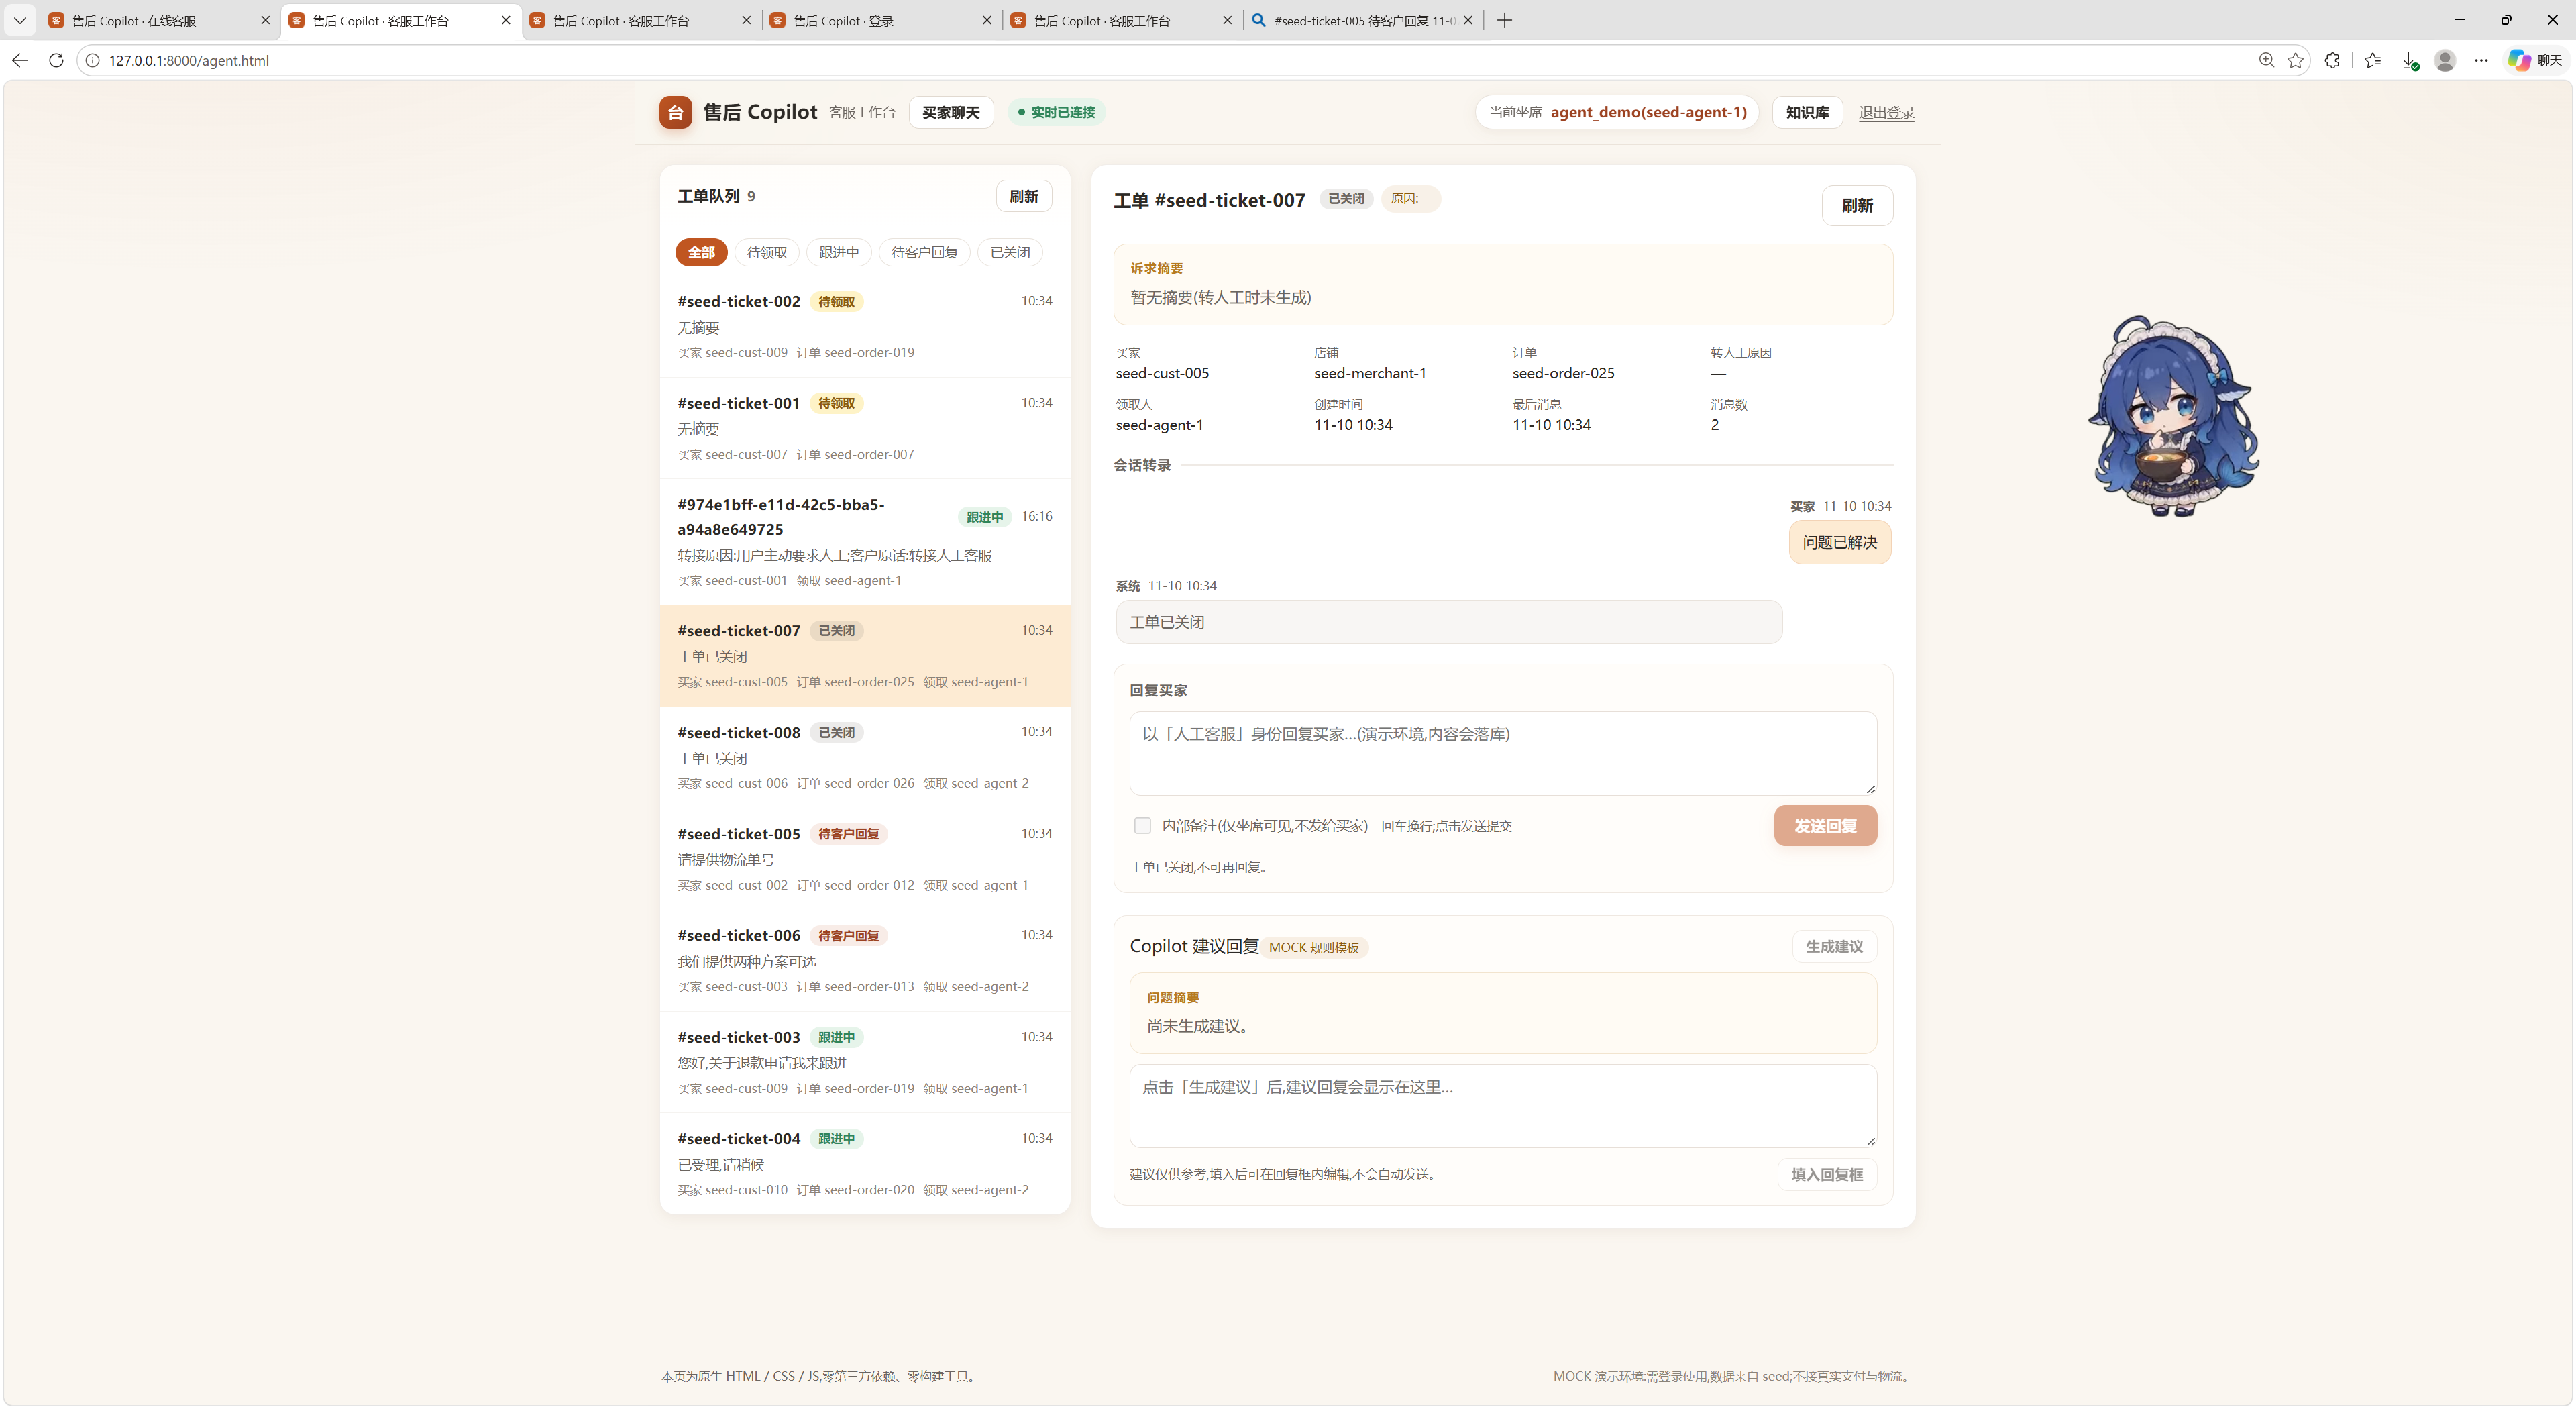 售后 Copilot · 在线客服
售后 Copilot · 客服工作台
售后 Copilot · 客服工作台
售后 Copilot · 登录
售后 Copilot · 客服工作台
#seed-ticket-005 待客户回复 11-0
127.0.0.1:8000/agent.html
聊天
台 售后 Copilot 客服工作台 买家聊天 实时已连接
当前坐席 agent_demo(seed-agent-1) 知识库 退出登录
工单队列 9 刷新
全部 待领取 跟进中 待客户回复 已关闭
#seed-ticket-002 待领取 10:34
无摘要
买家 seed-cust-009 订单 seed-order-019
#seed-ticket-001 待领取 10:34
无摘要
买家 seed-cust-007 订单 seed-order-007
#974e1bff-e11d-42c5-bba5-
a94a8e649725 跟进中 16:16
转接原因:用户主动要求人工;客户原话:转接人工客服
买家 seed-cust-001 领取 seed-agent-1
#seed-ticket-007 已关闭 10:34
工单已关闭
买家 seed-cust-005 订单 seed-order-025 领取 seed-agent-1
#seed-ticket-008 已关闭 10:34
工单已关闭
买家 seed-cust-006 订单 seed-order-026 领取 seed-agent-2
#seed-ticket-005 待客户回复 10:34
请提供物流单号
买家 seed-cust-002 订单 seed-order-012 领取 seed-agent-1
#seed-ticket-006 待客户回复 10:34
我们提供两种方案可选
买家 seed-cust-003 订单 seed-order-013 领取 seed-agent-2
#seed-ticket-003 跟进中 10:34
您好,关于退款申请我来跟进
买家 seed-cust-009 订单 seed-order-019 领取 seed-agent-1
#seed-ticket-004 跟进中 10:34
已受理,请稍候
买家 seed-cust-010 订单 seed-order-020 领取 seed-agent-2
工单 #seed-ticket-007 已关闭 原因:— 刷新
诉求摘要
暂无摘要(转人工时未生成)
买家 店铺 订单 转人工原因
seed-cust-005 seed-merchant-1 seed-order-025 —
领取人 创建时间 最后消息 消息数
seed-agent-1 11-10 10:34 11-10 10:34 2
会话转录
买家 11-10 10:34
问题已解决
系统 11-10 10:34
工单已关闭
回复买家
以「人工客服」身份回复买家...(演示环境,内容会落库)
内部备注(仅坐席可见,不发给买家) 回车换行;点击发送提交 发送回复
工单已关闭,不可再回复。
Copilot 建议回复 MOCK 规则模板 生成建议
问题摘要
尚未生成建议。
点击「生成建议」后,建议回复会显示在这里...
建议仅供参考,填入后可在回复框内编辑,不会自动发送。 填入回复框
本页为原生 HTML / CSS / JS,零第三方依赖、零构建工具。
MOCK 演示环境:需登录使用,数据来自 seed;不接真实支付与物流。